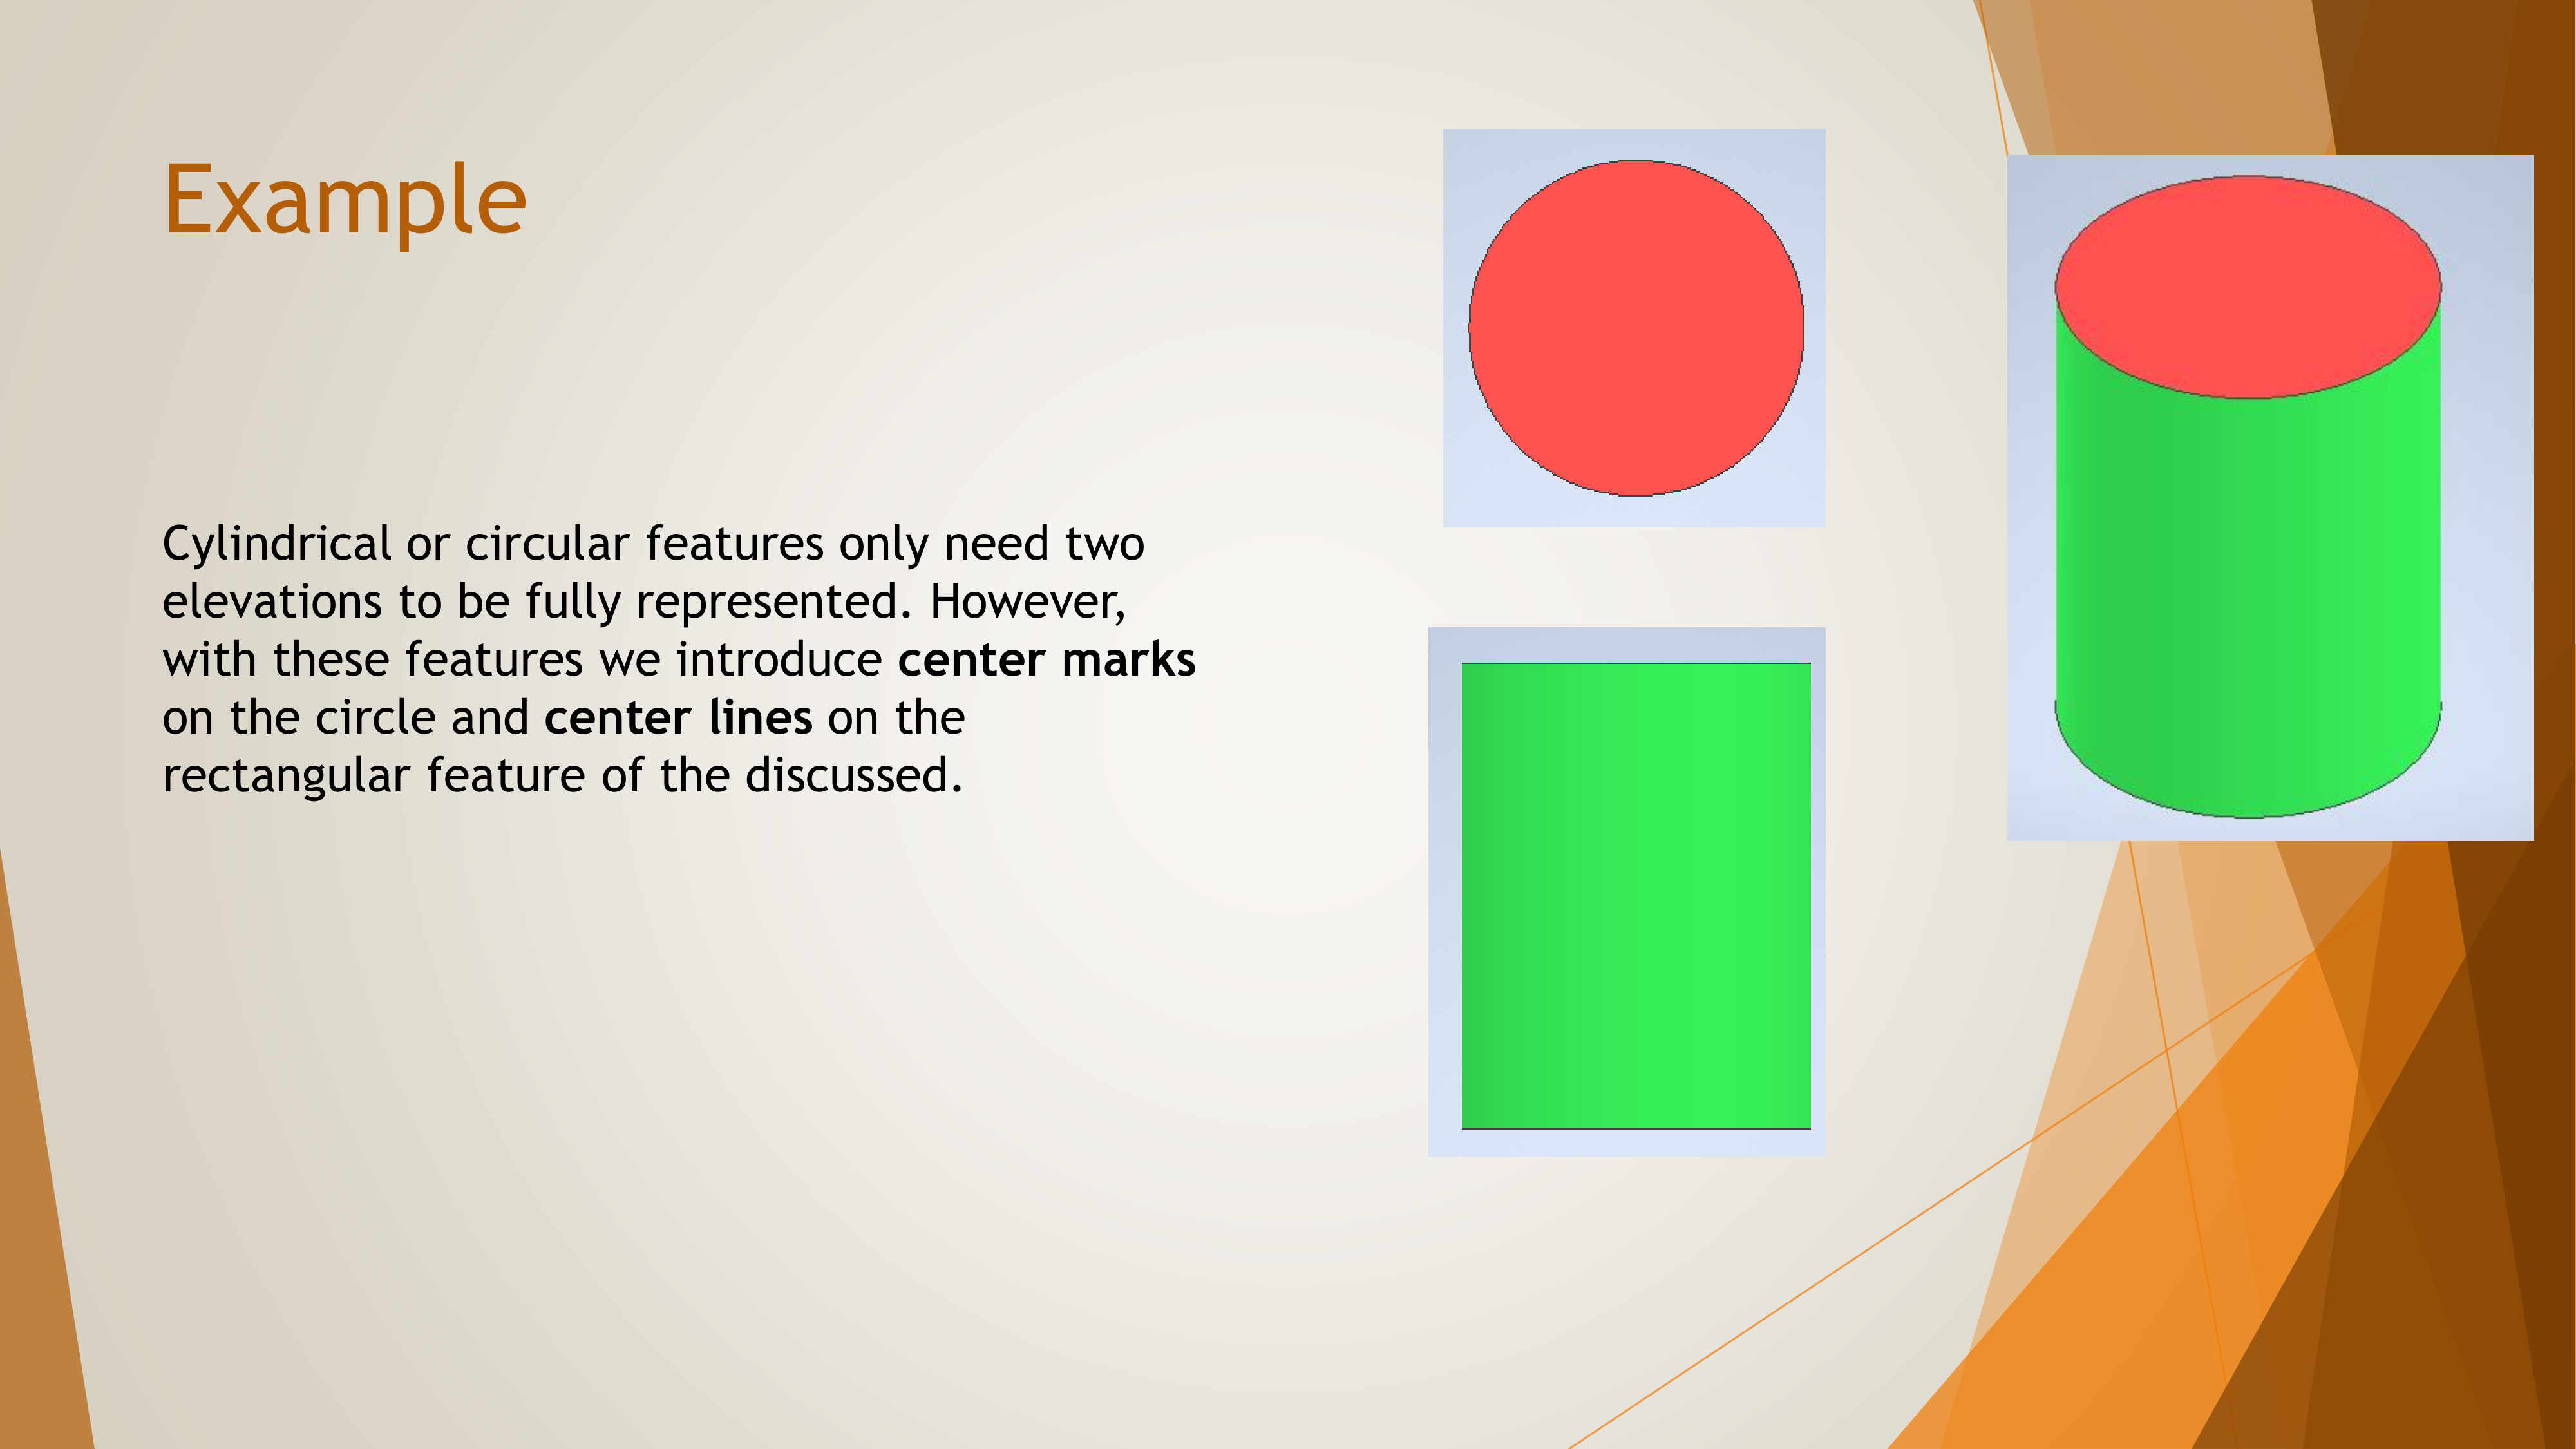 Example
Cylindrical or circular features only need two
elevations to be fully represented. However,
with these features we introduce center marks
on the circle and center lines on the
rectangular feature of the discussed.